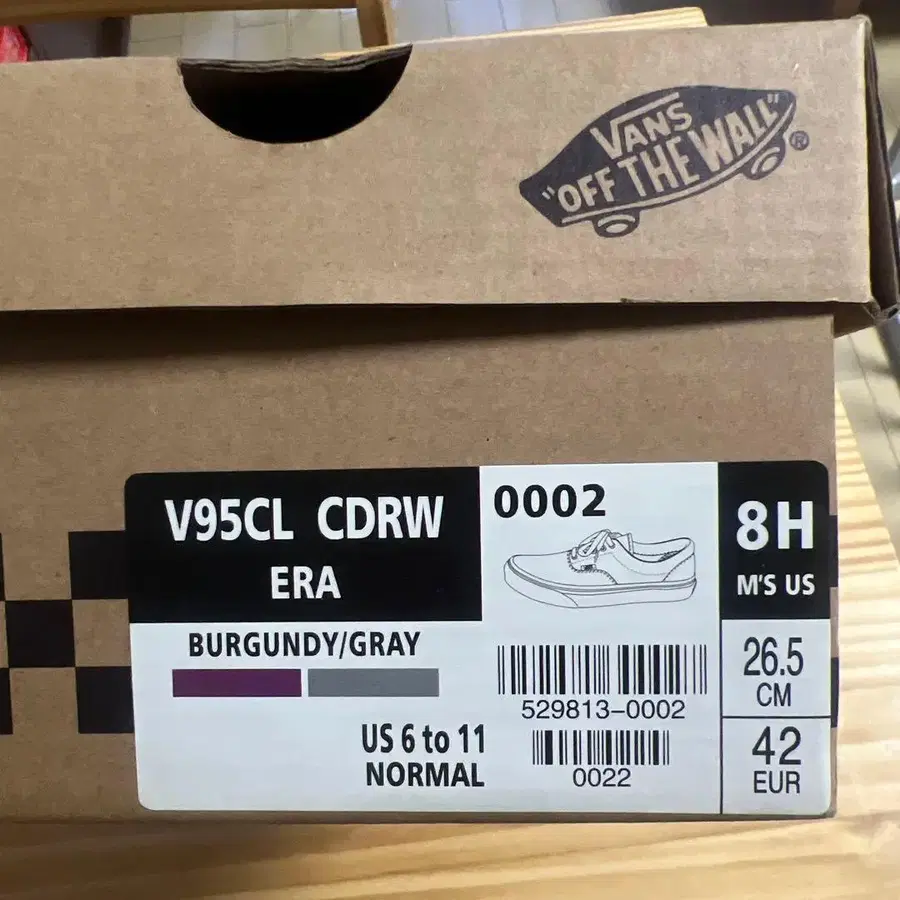 VANS
"OFF THE WALL"®
V95CL CDRW
ERA
BURGUNDY/GRAY
US 6 to 11
NORMAL
0002
529813-0002
0022
8H
M'S US
26.5
CM
42
EUR